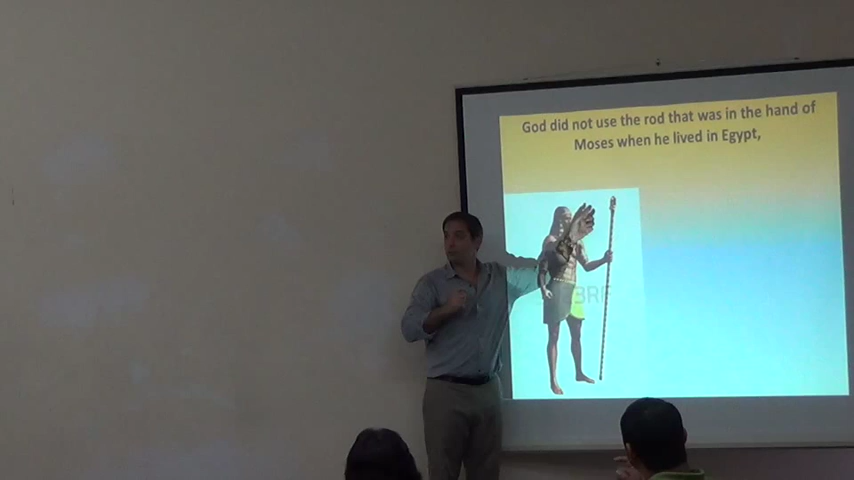 God did not use the rod that was in the hand of
Moses when he lived in Egypt,